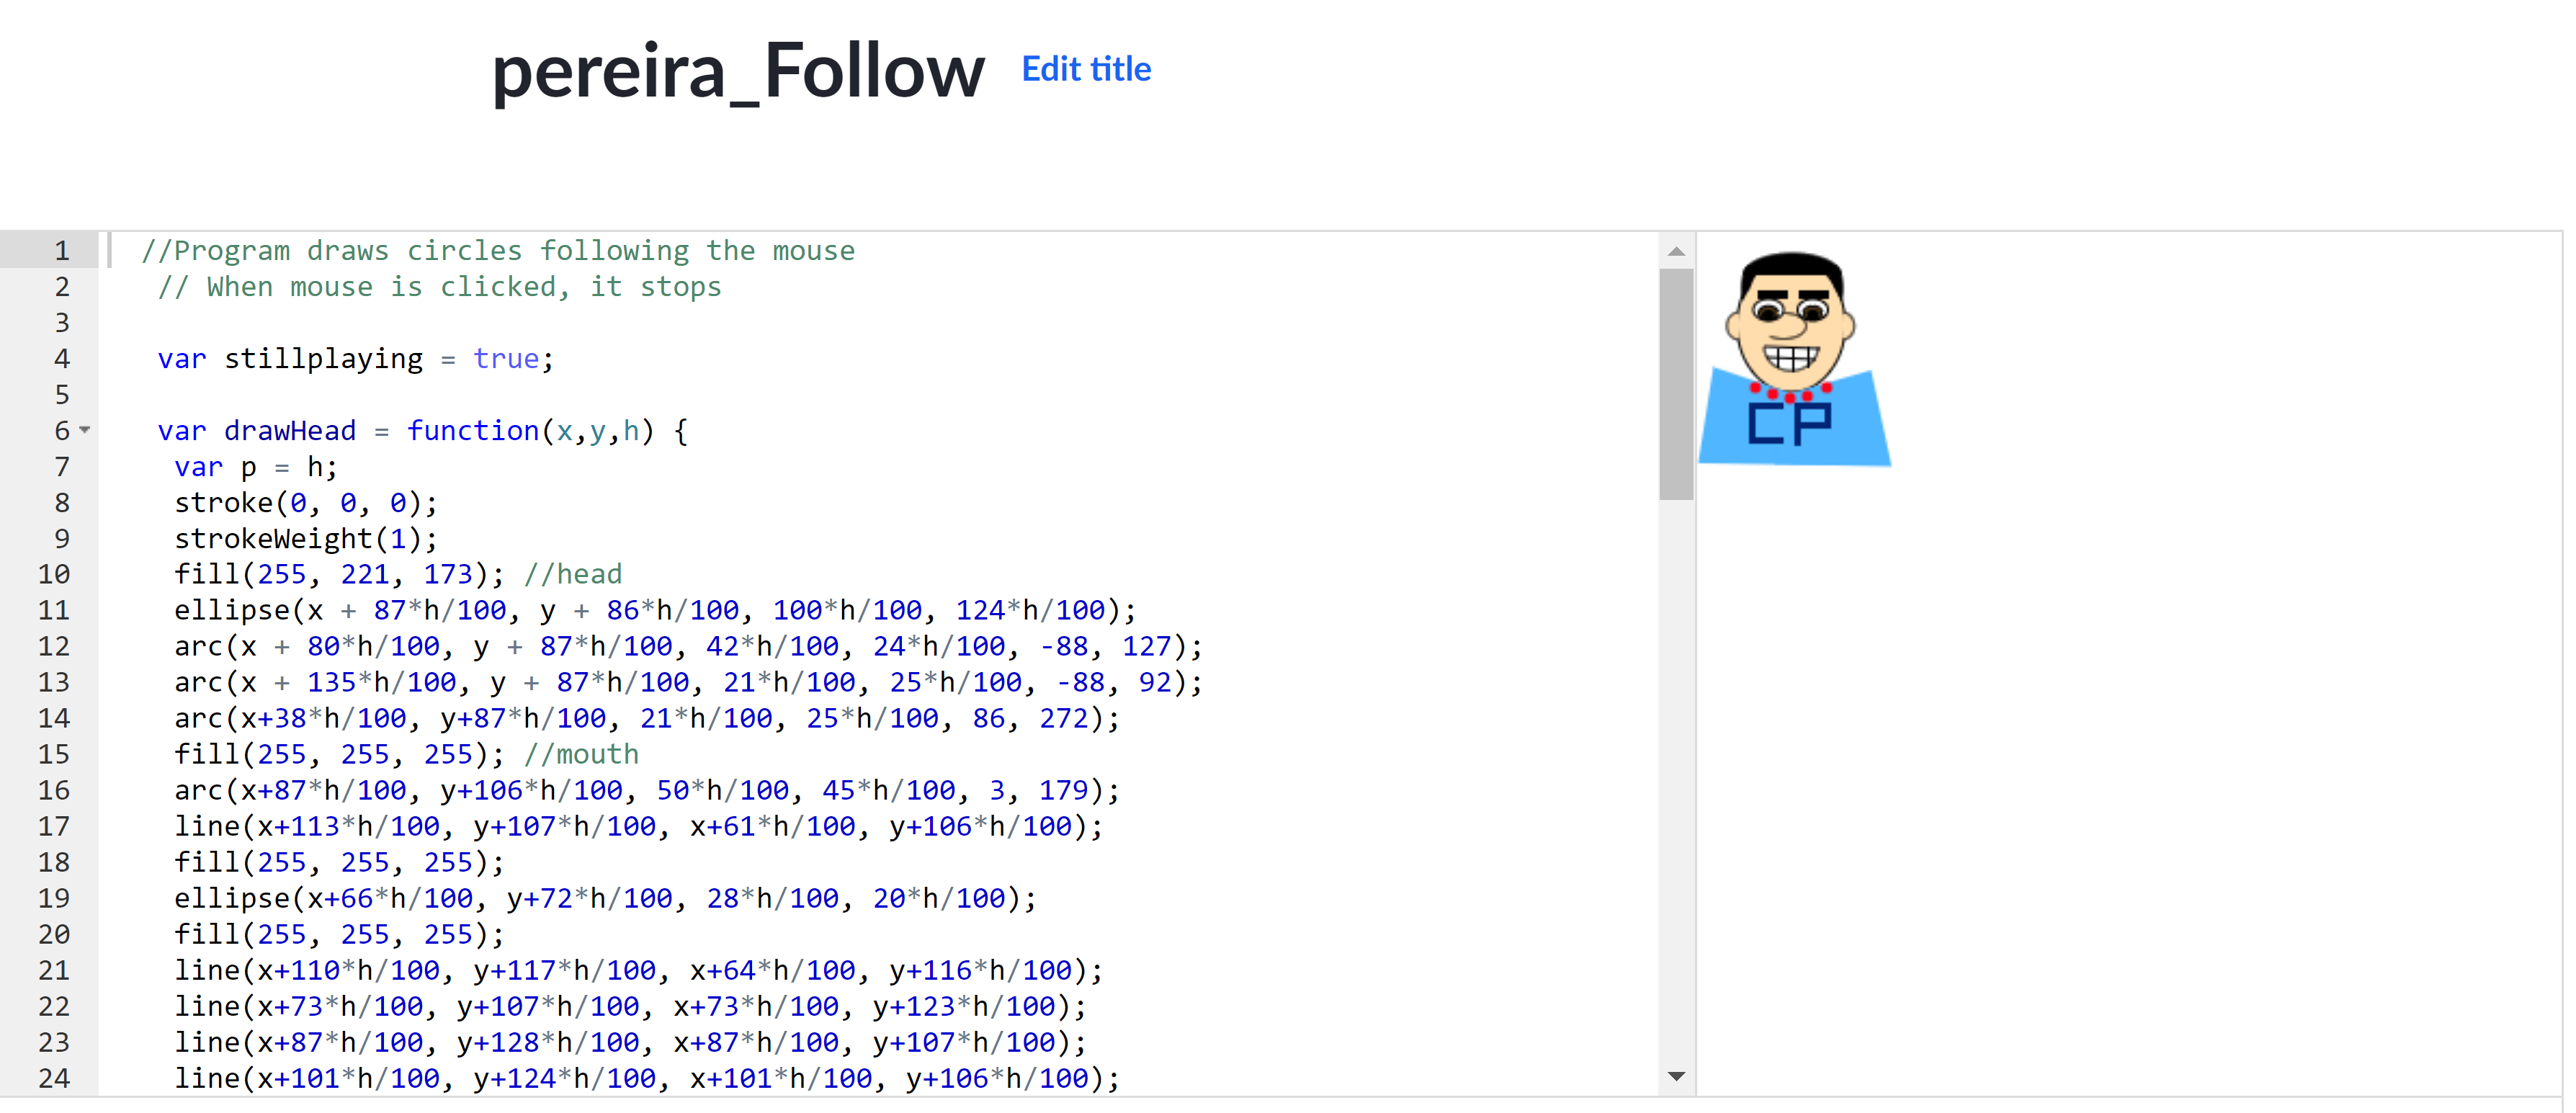 pereira_Follow Edit title
1 //Program draws circles following the mouse
2 // When mouse is clicked, it stops
3
4 var stillplaying = true;
5
6 var drawHead = function(x,y,h) {
7 var p = h;
8 stroke(0, 0, 0);
9 strokeWeight(1);
10 fill(255, 221, 173); //head
11 ellipse(x + 87*h/100, y + 86*h/100, 100*h/100, 124*h/100);
12 arc(x + 80*h/100, y + 87*h/100, 42*h/100, 24*h/100, -88, 127);
13 arc(x + 135*h/100, y + 87*h/100, 21*h/100, 25*h/100, -88, 92);
14 arc(x+38*h/100, y+87*h/100, 21*h/100, 25*h/100, 86, 272);
15 fill(255, 255, 255); //mouth
16 arc(x+87*h/100, y+106*h/100, 50*h/100, 45*h/100, 3, 179);
17 line(x+113*h/100, y+107*h/100, x+61*h/100, y+106*h/100);
18 fill(255, 255, 255);
19 ellipse(x+66*h/100, y+72*h/100, 28*h/100, 20*h/100);
20 fill(255, 255, 255);
21 line(x+110*h/100, y+117*h/100, x+64*h/100, y+116*h/100);
22 line(x+73*h/100, y+107*h/100, x+73*h/100, y+123*h/100);
23 line(x+87*h/100, y+128*h/100, x+87*h/100, y+107*h/100);
24 line(x+101*h/100, y+124*h/100, x+101*h/100, y+106*h/100);
CP